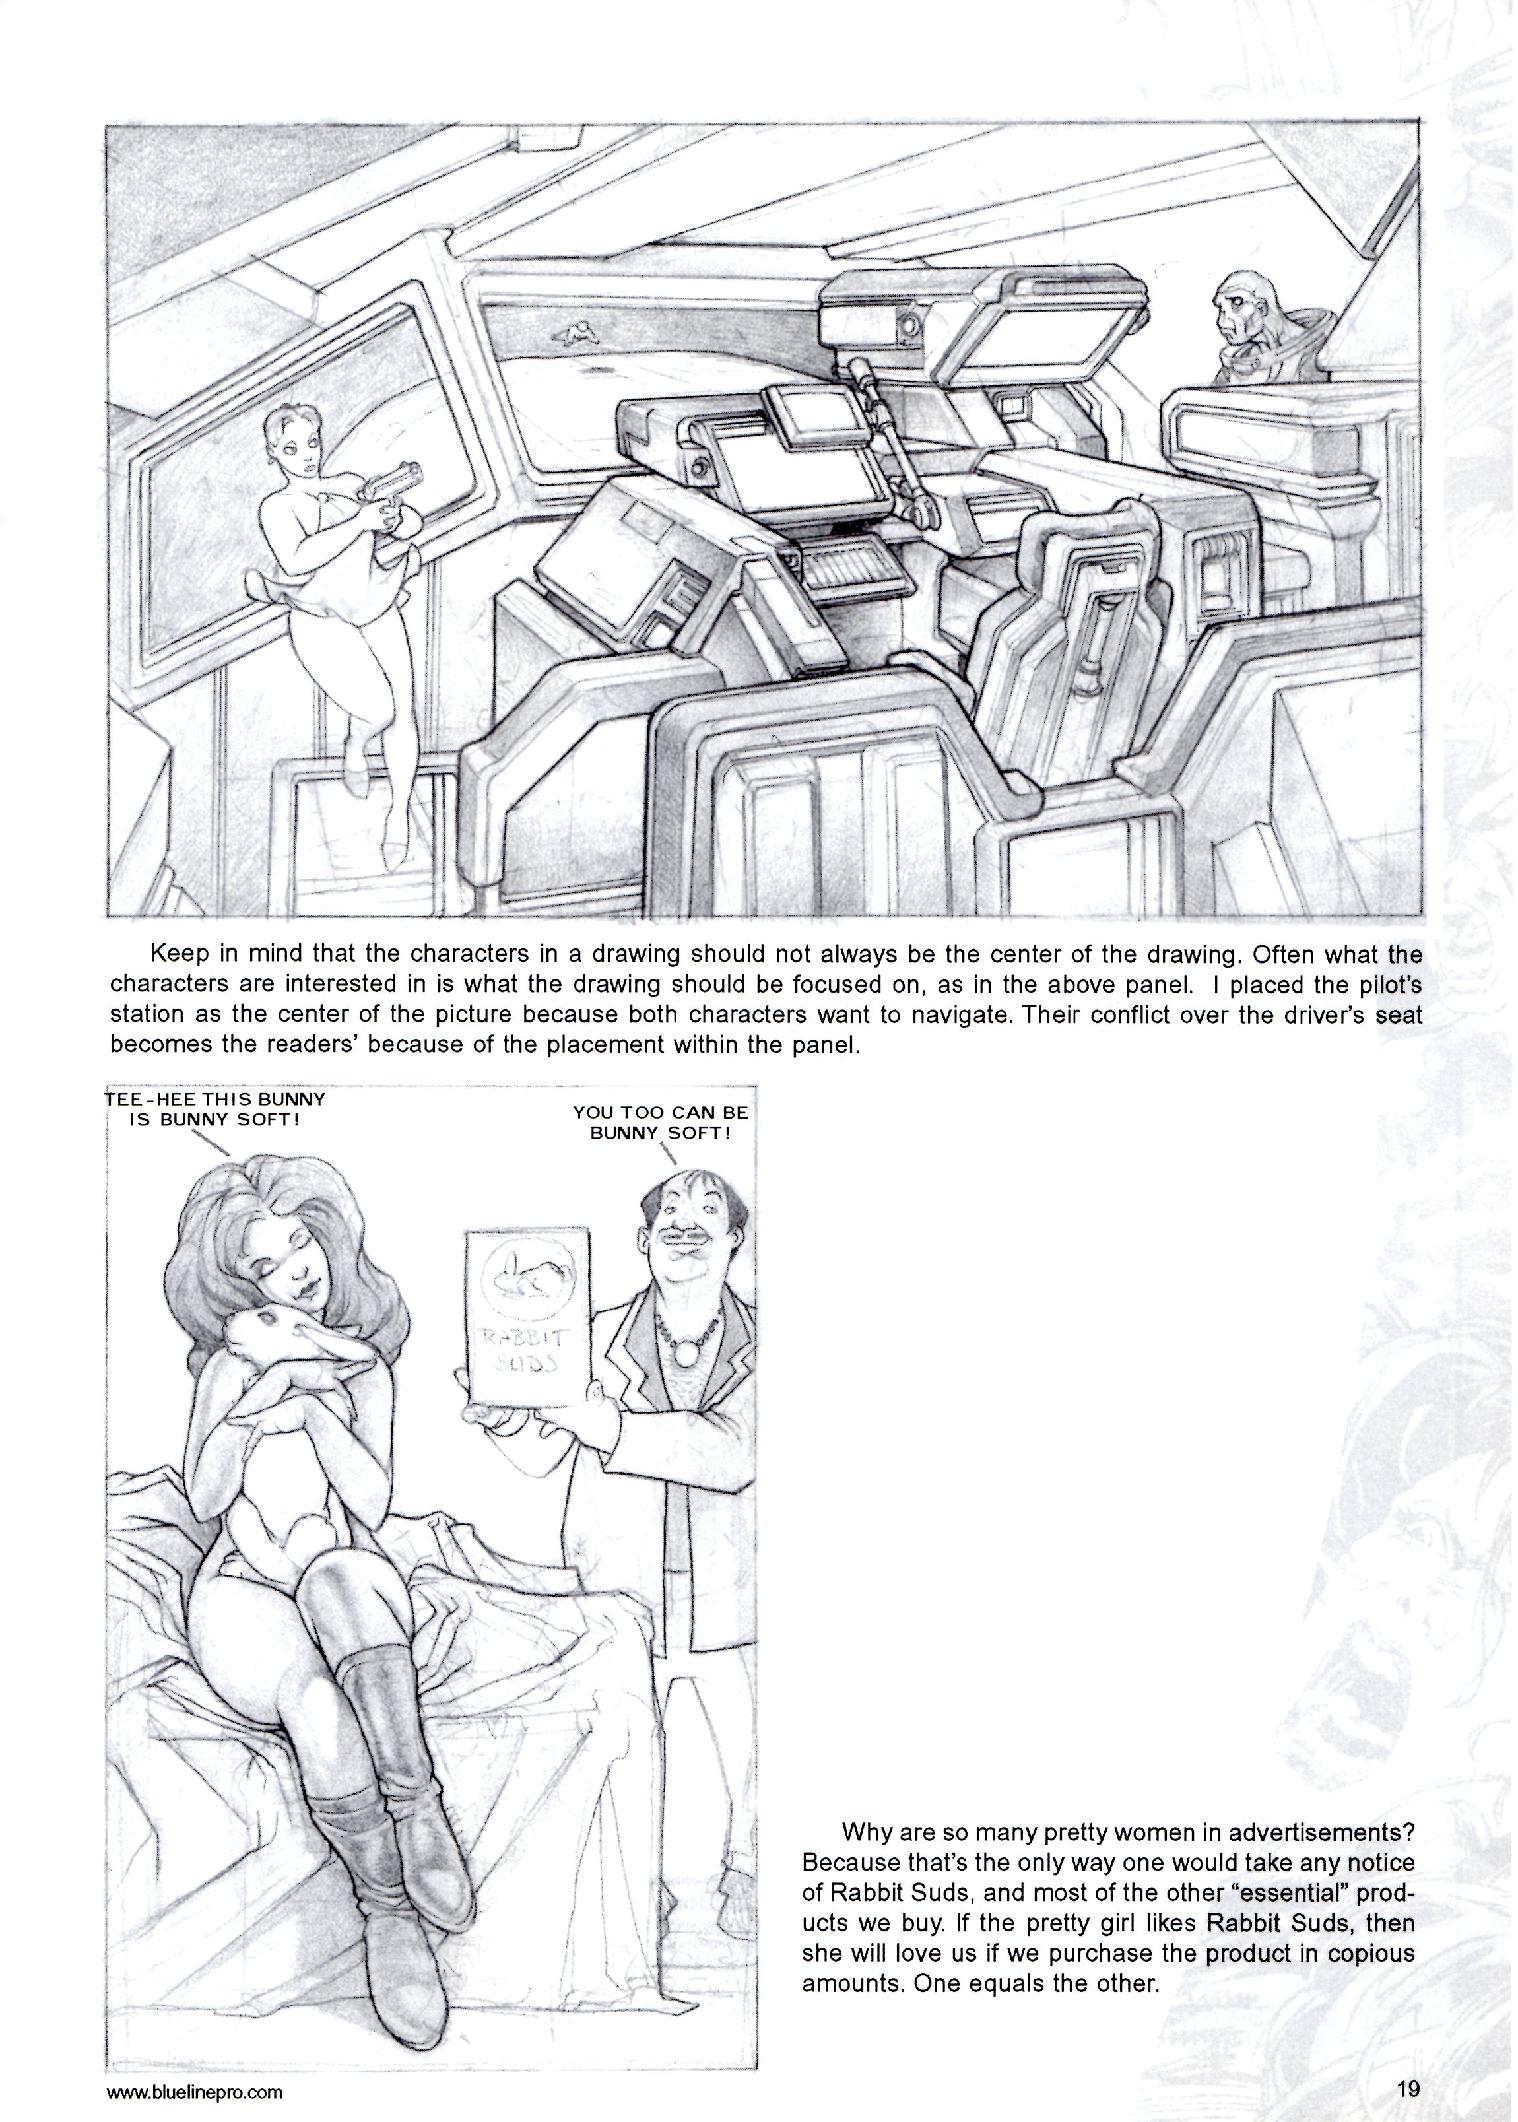 Keep in mind that the characters in a drawing should not always be the center of the drawing. Often what the
characters are interested in is what the drawing should be focused on, as in the above panel. I placed the pilot's
station as the center of the picture because both characters want to navigate. Their conflict over the driver's seat
becomes the readers' because of the placement within the panel.
TEE-HEE THIS BUNNY
IS BUNNY SOFT!
YOU TOO CAN BE
BUNNY SOFT!
RABBIT
SUDS
Why are so many pretty women in advertisements?
Because that's the only way one would take any notice
of Rabbit Suds, and most of the other “essential” prod-
ucts we buy. If the pretty girl likes Rabbit Suds, then
she will love us if we purchase the product in copious
amounts. One equals the other.
www.bluelinepro.com
19